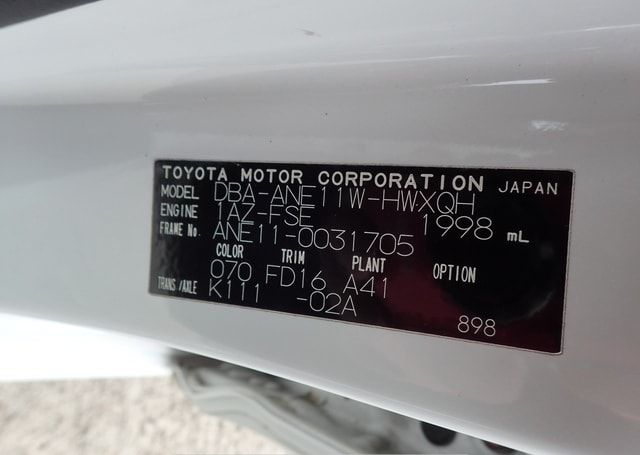 TOYOTA MOTOR CORPORATION JAPAN
MODEL DBA-ANE11W-HWXQH
ENGINE 1AZ-FSE 1998 mL
FRAME No. ANE11-0031705
COLOR TRIM PLANT OPTION
070 FD16 A41
TRANS/AXLE K111 -02A
898